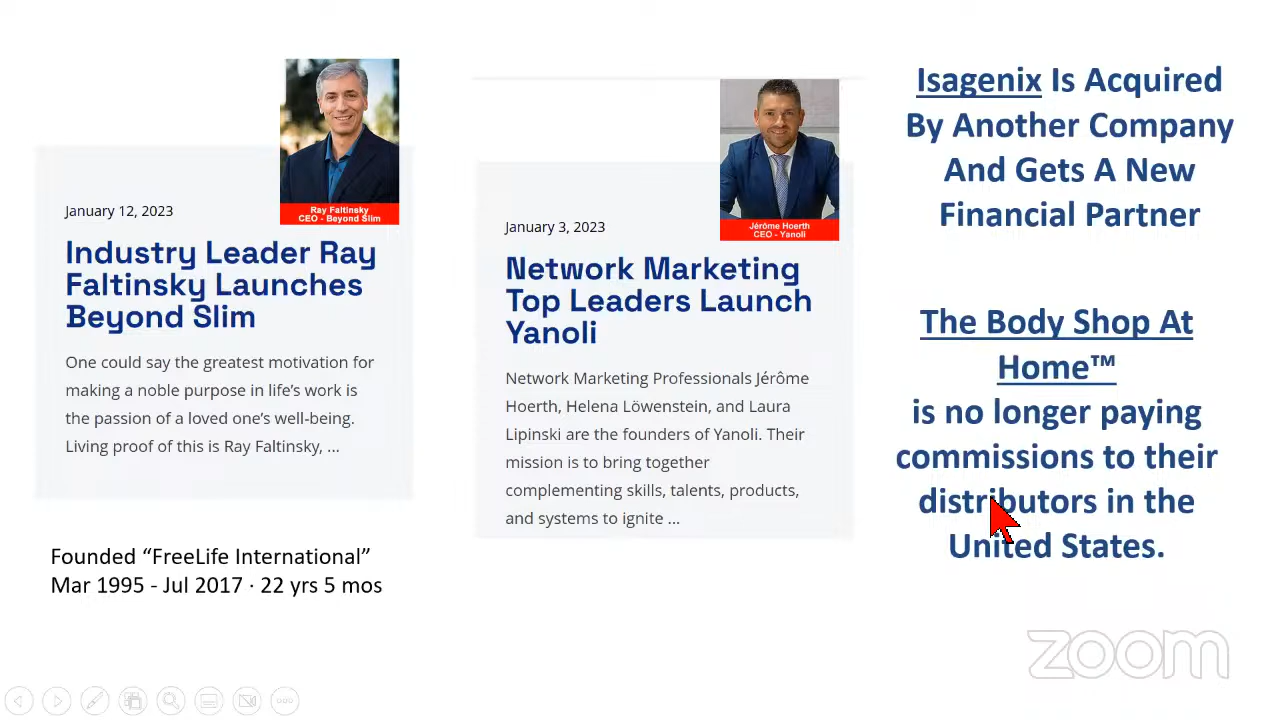 Ray Faltinsky
CEO - Beyond Slim
January 12, 2023
Industry Leader Ray
Faltinsky Launches
Beyond Slim
One could say the greatest motivation for
making a noble purpose in life’s work is
the passion of a loved one’s well-being.
Living proof of this is Ray Faltinsky, ...
Founded “FreeLife International”
Mar 1995 - Jul 2017 · 22 yrs 5 mos
Jérôme Hoerth
CEO - Yanoli
January 3, 2023
Network Marketing
Top Leaders Launch
Yanoli
Network Marketing Professionals Jérôme
Hoerth, Helena Löwenstein, and Laura
Lipinski are the founders of Yanoli. Their
mission is to bring together
complementing skills, talents, products,
and systems to ignite ...
Isagenix Is Acquired
By Another Company
And Gets A New
Financial Partner
The Body Shop At
Home™
is no longer paying
commissions to their
distributors in the
United States.
zoom